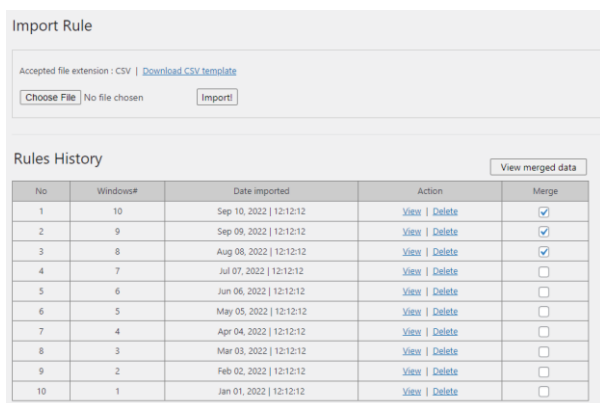 Import Rule
Accepted file extension : CSV | Download CSV template
Choose File No file chosen Import!
Rules History
View merged data
No Windows# Date imported Action Merge
1 10 Sep 10, 2022 | 12:12:12 View | Delete
2 9 Sep 09, 2022 | 12:12:12 View | Delete
3 8 Aug 08, 2022 | 12:12:12 View | Delete
4 7 Jul 07, 2022 | 12:12:12 View | Delete
5 6 Jun 06, 2022 | 12:12:12 View | Delete
6 5 May 05, 2022 | 12:12:12 View | Delete
7 4 Apr 04, 2022 | 12:12:12 View | Delete
8 3 Mar 03, 2022 | 12:12:12 View | Delete
9 2 Feb 02, 2022 | 12:12:12 View | Delete
10 1 Jan 01, 2022 | 12:12:12 View | Delete